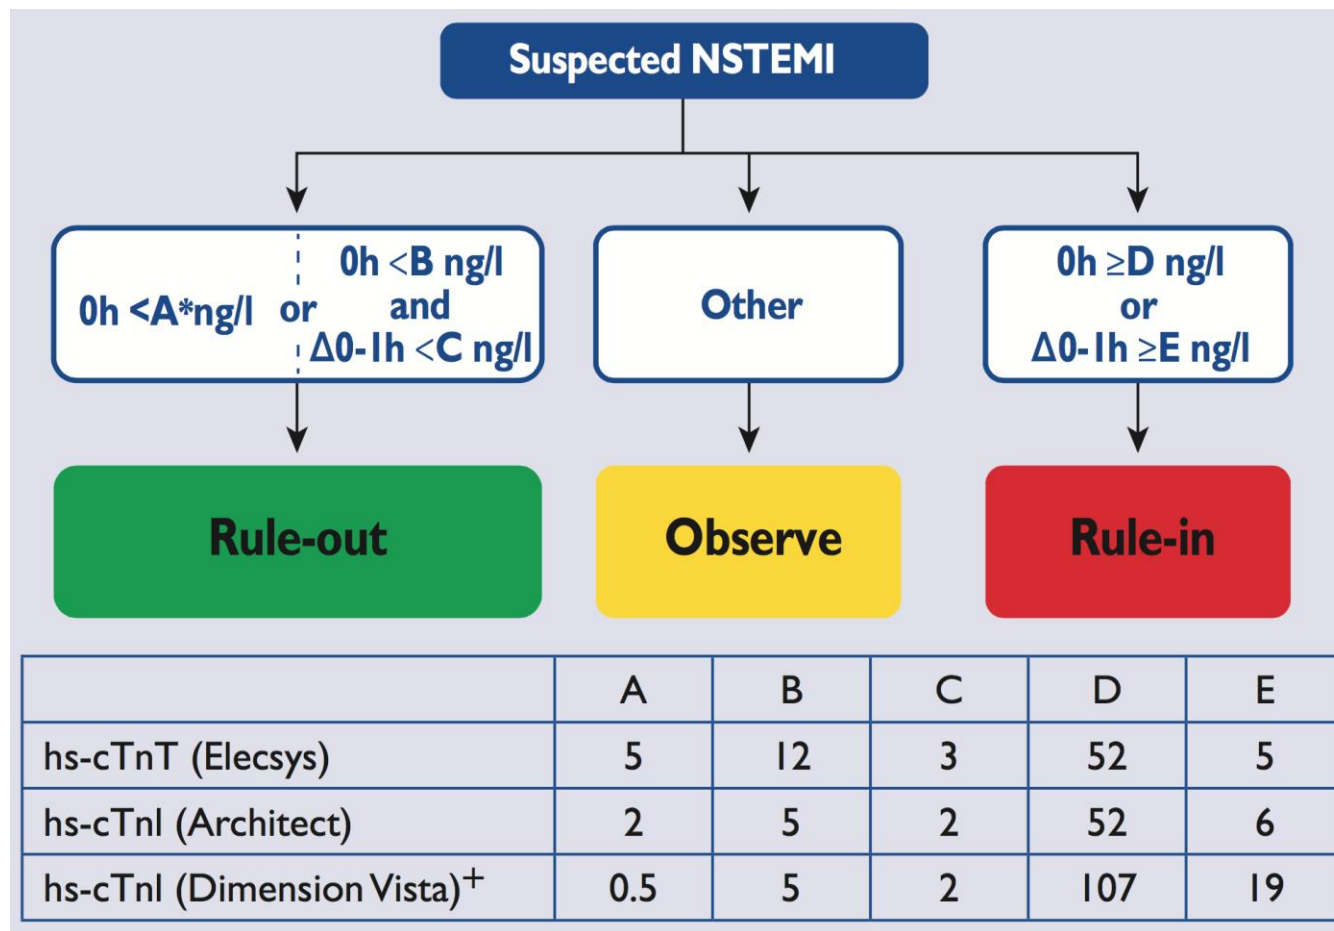 Suspected NSTEMI
0h <A*ng/l or
0h <B ng/l
and
Δ0-1h <C ng/l
Other
0h ≥D ng/l
or
Δ0-1h ≥E ng/l
Rule-out
Observe
Rule-in
A B C D E
hs-cTnT (Elecsys) 5 12 3 52 5
hs-cTnI (Architect) 2 5 2 52 6
hs-cTnI (Dimension Vista)+ 0.5 5 2 107 19